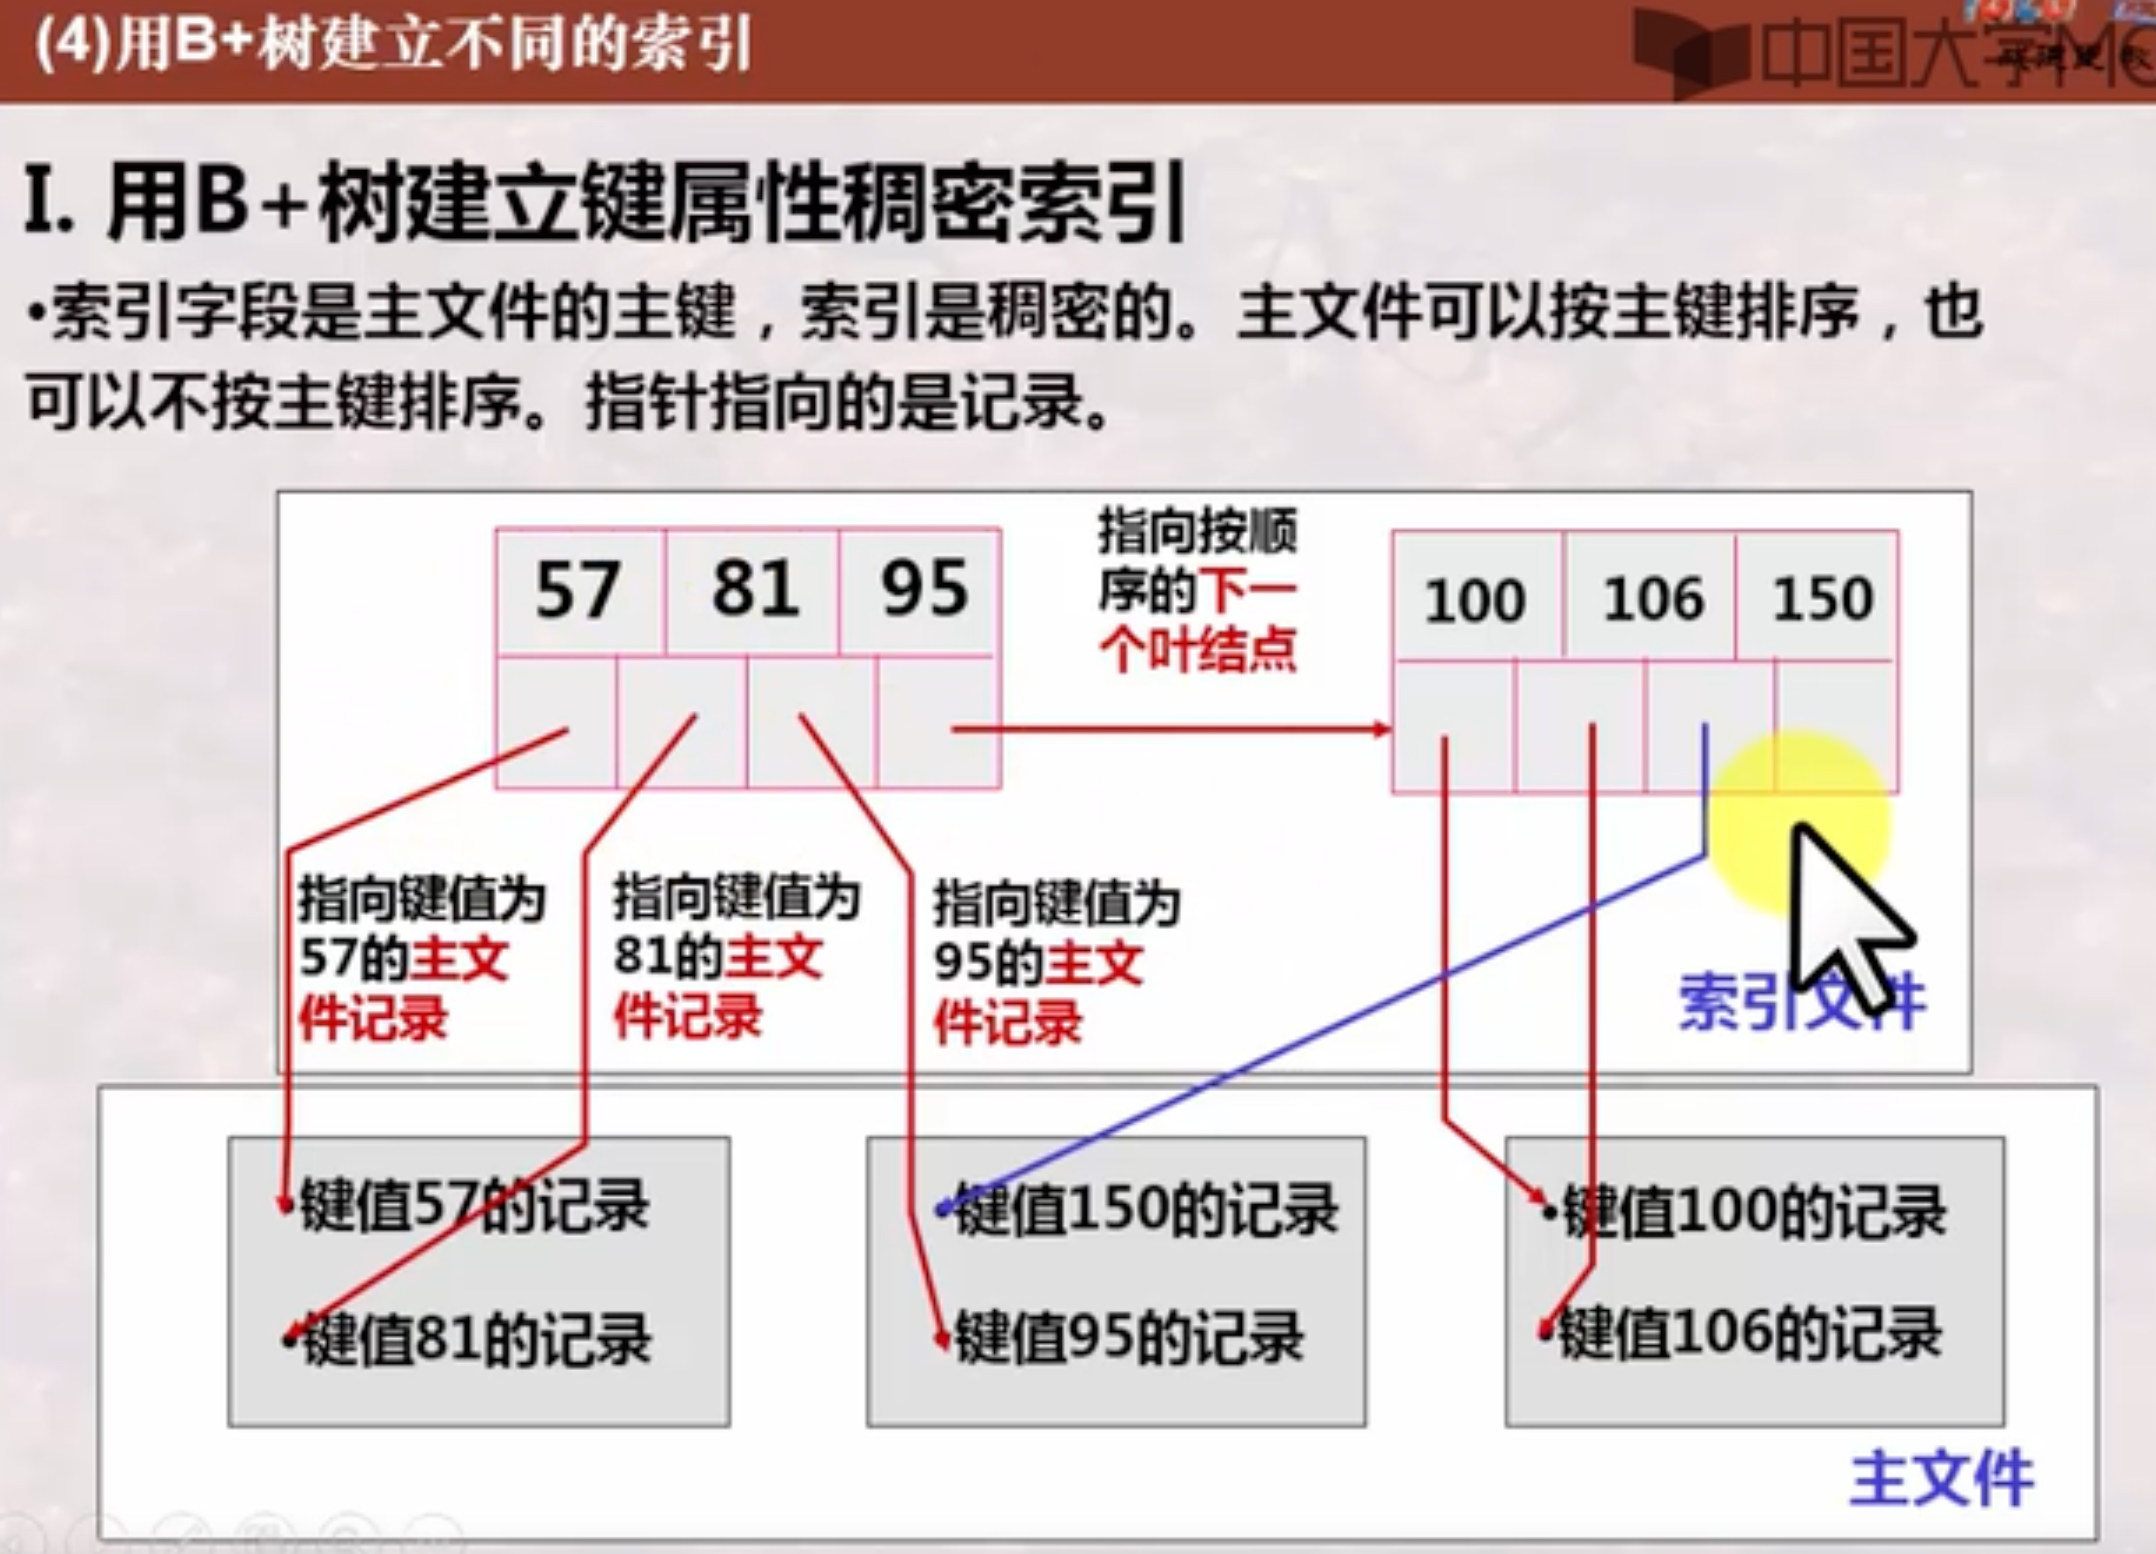 (4)用B+树建立不同的索引
中国大学MO
I. 用B+树建立键属性稠密索引
•索引字段是主文件的主键，索引是稠密的。主文件可以按主键排序，也
可以不按主键排序。指针指向的是记录。
57 81 95
指向按顺
序的下一
个叶结点
100 106 150
指向键值为
57的主文
件记录
指向键值为
81的主文
件记录
指向键值为
95的主文
件记录
索引文件
•键值57的记录
•键值81的记录
•键值150的记录
•键值95的记录
•键值100的记录
•键值106的记录
主文件